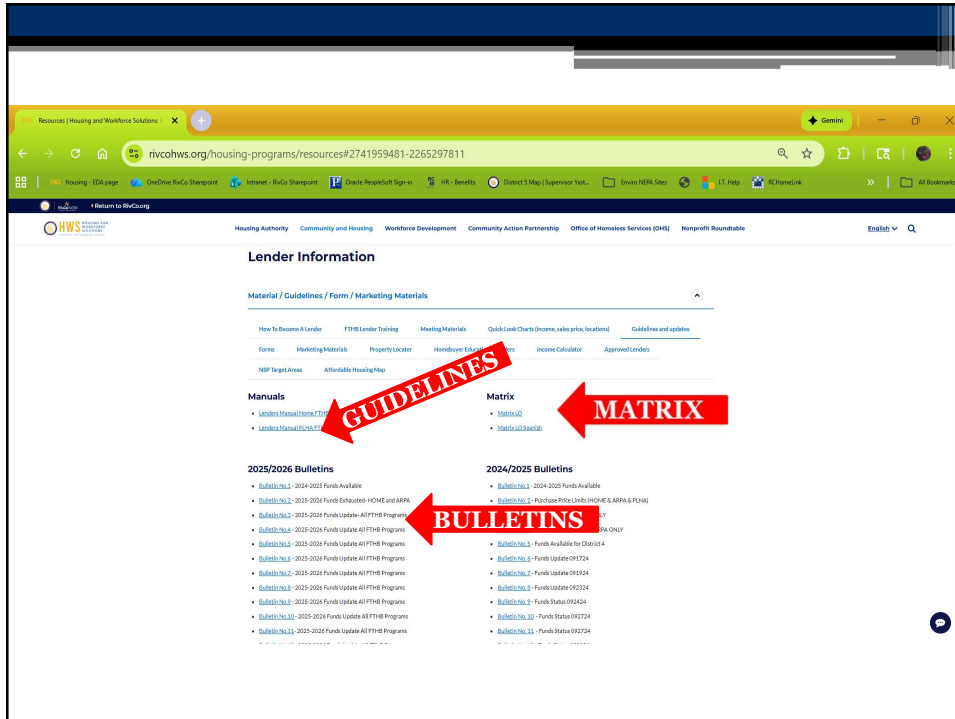 Resources | Housing and Workforce Solutions
Gemini
rivcohws.org/housing-programs/resources#2741959481-2265297811
Housing - EDA page OneDrive RivCo Sharepoint Intranet - RivCo Sharepoint Oracle PeopleSoft Sign-in HR - Benefits District 5 Map | Supervisor Yxst... Enviro NEPA Sites I.T. Help RCHomeLink » All Bookmarks
Return to RivCo.org
HWS HOUSING AND WORKFORCE SOLUTIONS
Housing Authority Community and Housing Workforce Development Community Action Partnership Office of Homeless Services (OHS) Nonprofit Roundtable English
Lender Information
Material / Guidelines / Form / Marketing Materials
How To Become A Lender FTHB Lender Training Meeting Materials Quick Look Charts (income, sales price, locations) Guidelines and updates
Forms Marketing Materials Property Locater Homebuyer Income Calculator Approved Lenders
NSP Target Areas Affordable Housing Map
GUIDELINES
Manuals
Lenders Manual Home FTHB
Lenders Manual PLHA
Matrix
Matrix LO
Matrix LO Spanish
MATRIX
2025/2026 Bulletins
Bulletin No.1 - 2024-2025 Funds Available
Bulletin No.2 - 2025-2026 Funds Exhausted- HOME and ARPA
Bulletin No.3 - 2025-2026 Funds Update- All FTHB Programs
Bulletin No.4 - 2025-2026 Funds Update All FTHB Programs
Bulletin No.5 - 2025-2026 Funds Update All FTHB Programs
Bulletin No.6 - 2025-2026 Funds Update All FTHB Programs
Bulletin No.7 - 2025-2026 Funds Update All FTHB Programs
Bulletin No.8 - 2025-2026 Funds Update All FTHB Programs
Bulletin No.9 - 2025-2026 Funds Update All FTHB Programs
Bulletin No.10 - 2025-2026 Funds Update All FTHB Programs
Bulletin No.11- 2025-2026 Funds Update All FTHB Programs
BULLETINS
2024/2025 Bulletins
Bulletin No.1 - 2024-2025 Funds Available
Bulletin No. 2 - Purchase Price Limits (HOME & ARPA & PLHA)
ONLY
Bulletin No. 5 - Funds Available for District 4
Bulletin No. 6 - Funds Update 091724
Bulletin No. 7 - Funds Update 091924
Bulletin No. 8 - Funds Update 092324
Bulletin No. 9 - Funds Status 092424
Bulletin No. 10 - Funds Status 092724
Bulletin No. 11 - Funds Status 092724